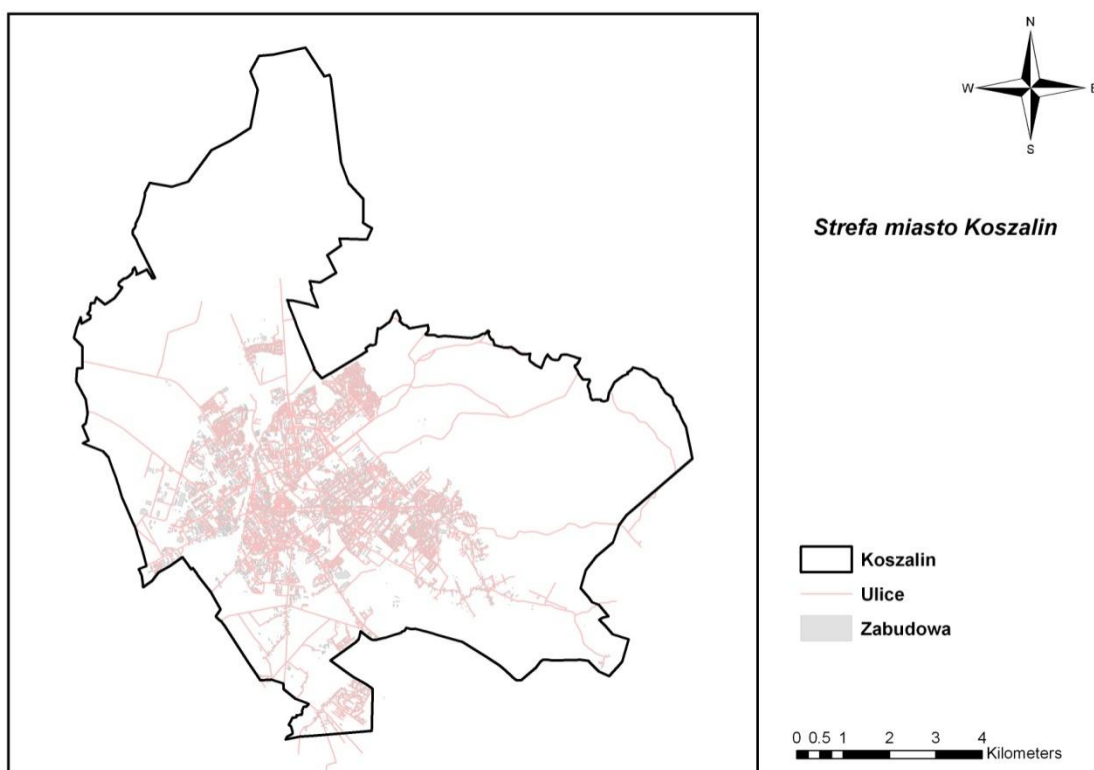 N
W E
S
Strefa miasto Koszalin
Koszalin
Ulice
Zabudowa
0 0.5 1 2 3 4
Kilometers